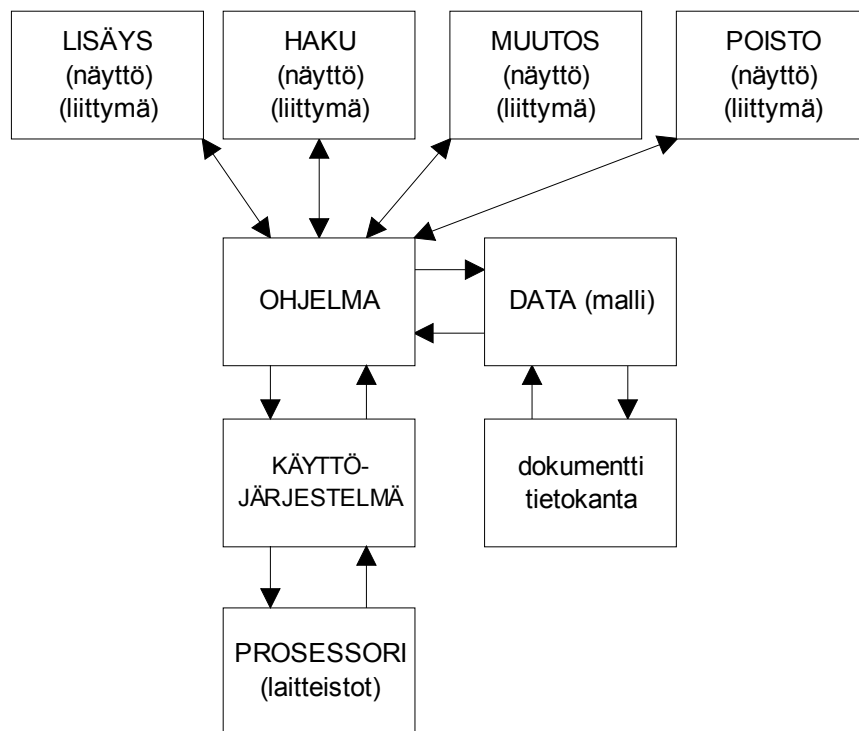 LISÄYS
(näyttö)
(liittymä)
HAKU
(näyttö)
(liittymä)
MUUTOS
(näyttö)
(liittymä)
POISTO
(näyttö)
(liittymä)
OHJELMA
DATA (malli)
KÄYTTÖ-
JÄRJESTELMÄ
dokumentti
tietokanta
PROSESSORI
(laitteistot)